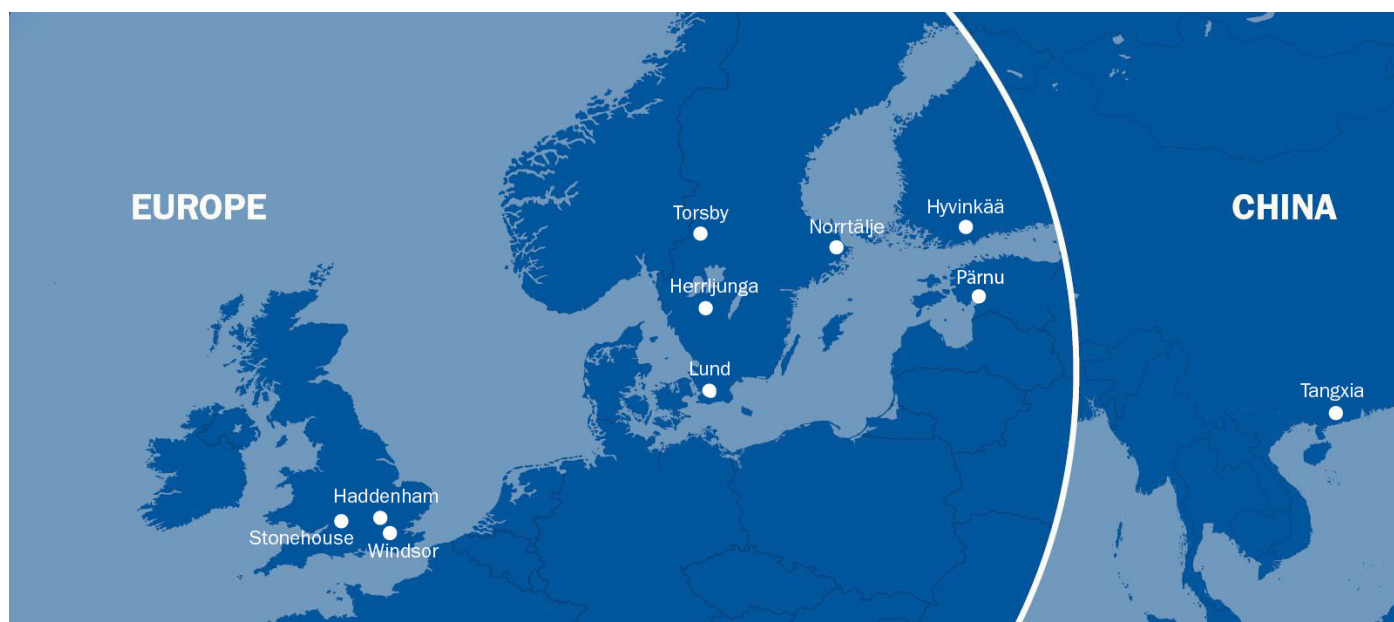 EUROPE
CHINA
Torsby
Norrtälje
Hyvinkää
Herrljunga
Pärnu
Lund
Tangxia
Haddenham
Stonehouse
Windsor